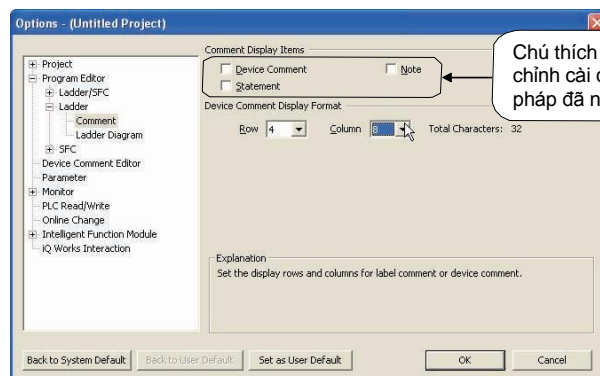 Options - (Untitled Project)
Comment Display Items
Device Comment
Note
Statement
Chú thích
chỉnh cài
pháp đã
Device Comment Display Format
Row 4 Column 8 Total Characters: 32
Project
Program Editor
Ladder/SFC
Ladder
Comment
Ladder Diagram
SFC
Device Comment Editor
Parameter
Monitor
PLC Read/Write
Online Change
Intelligent Function Module
iQ Works Interaction
Explanation
Set the display rows and columns for label comment or device comment.
Back to System Default
Back to User Default
Set as User Default
OK
Cancel